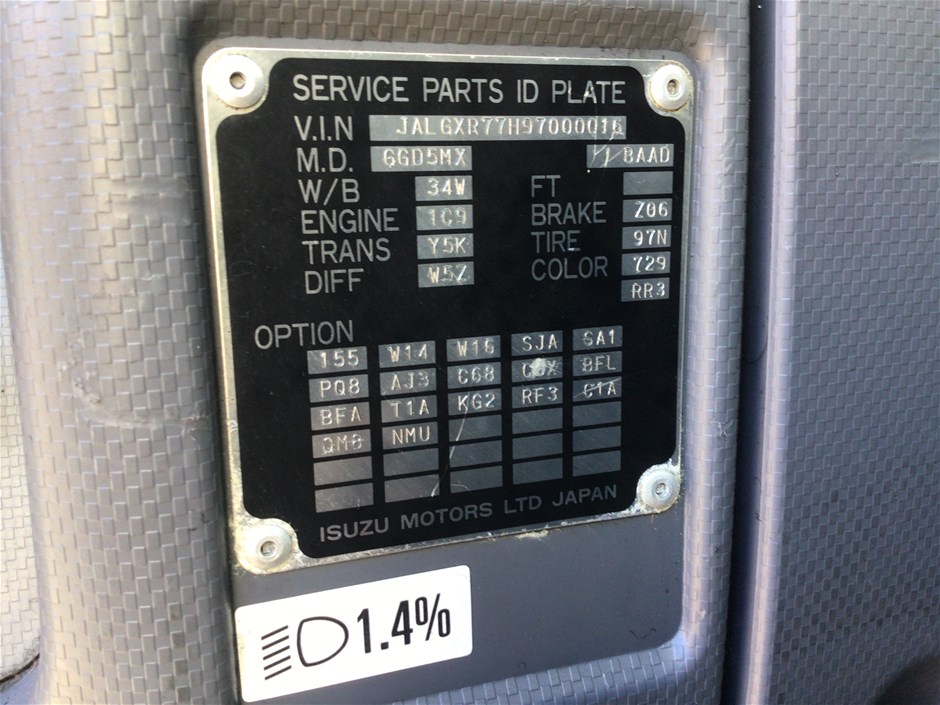 SERVICE PARTS ID PLATE
V.I.N JALGXR77H97000016
M.D. GGD5MX BAAD
W/B 34W FT
ENGINE 1C9 BRAKE Z06
TRANS Y5K TIRE 97N
DIFF W5Z COLOR 729
RR3
OPTION
155 W14 W16 SJA SA1
PQ8 AJ3 C68 BFL
BFA T1A KG2 RF3 C1A
QM8 NMU
ISUZU MOTORS LTD JAPAN
1.4%